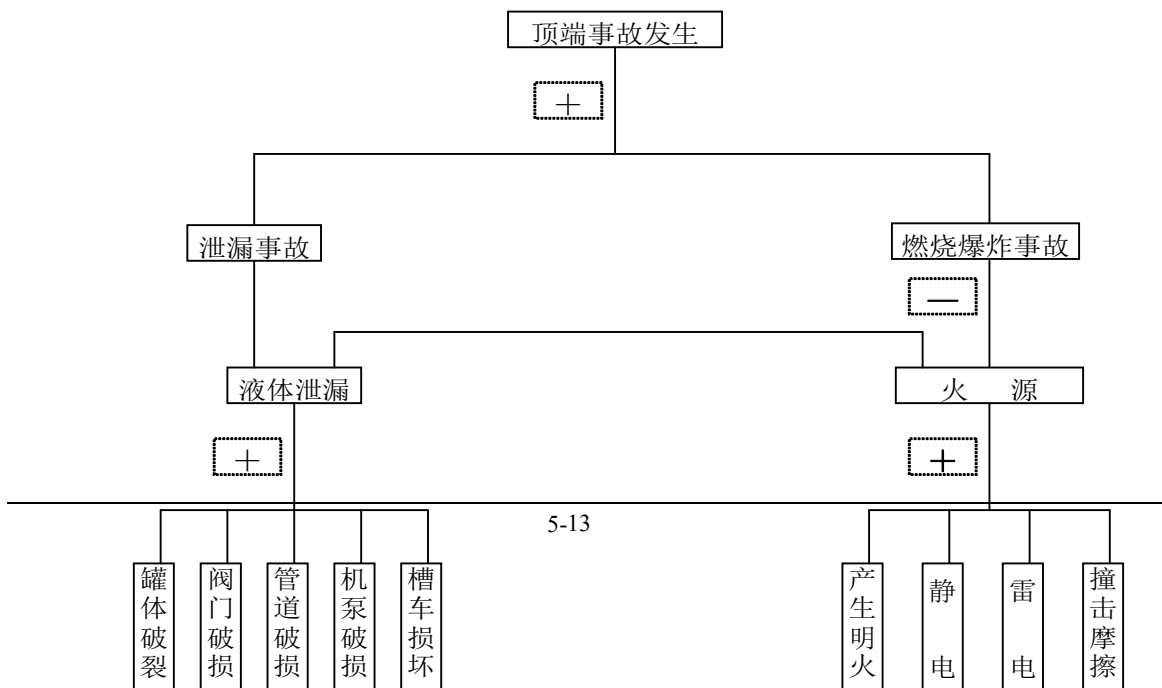 顶端事故发生
+
泄漏事故
燃烧爆炸事故
—
液体泄漏
火 源
+
+
5-13
罐体破裂
阀门破损
管道破损
机泵破损
槽车损坏
产生明火
静 电
雷 电
撞击摩擦